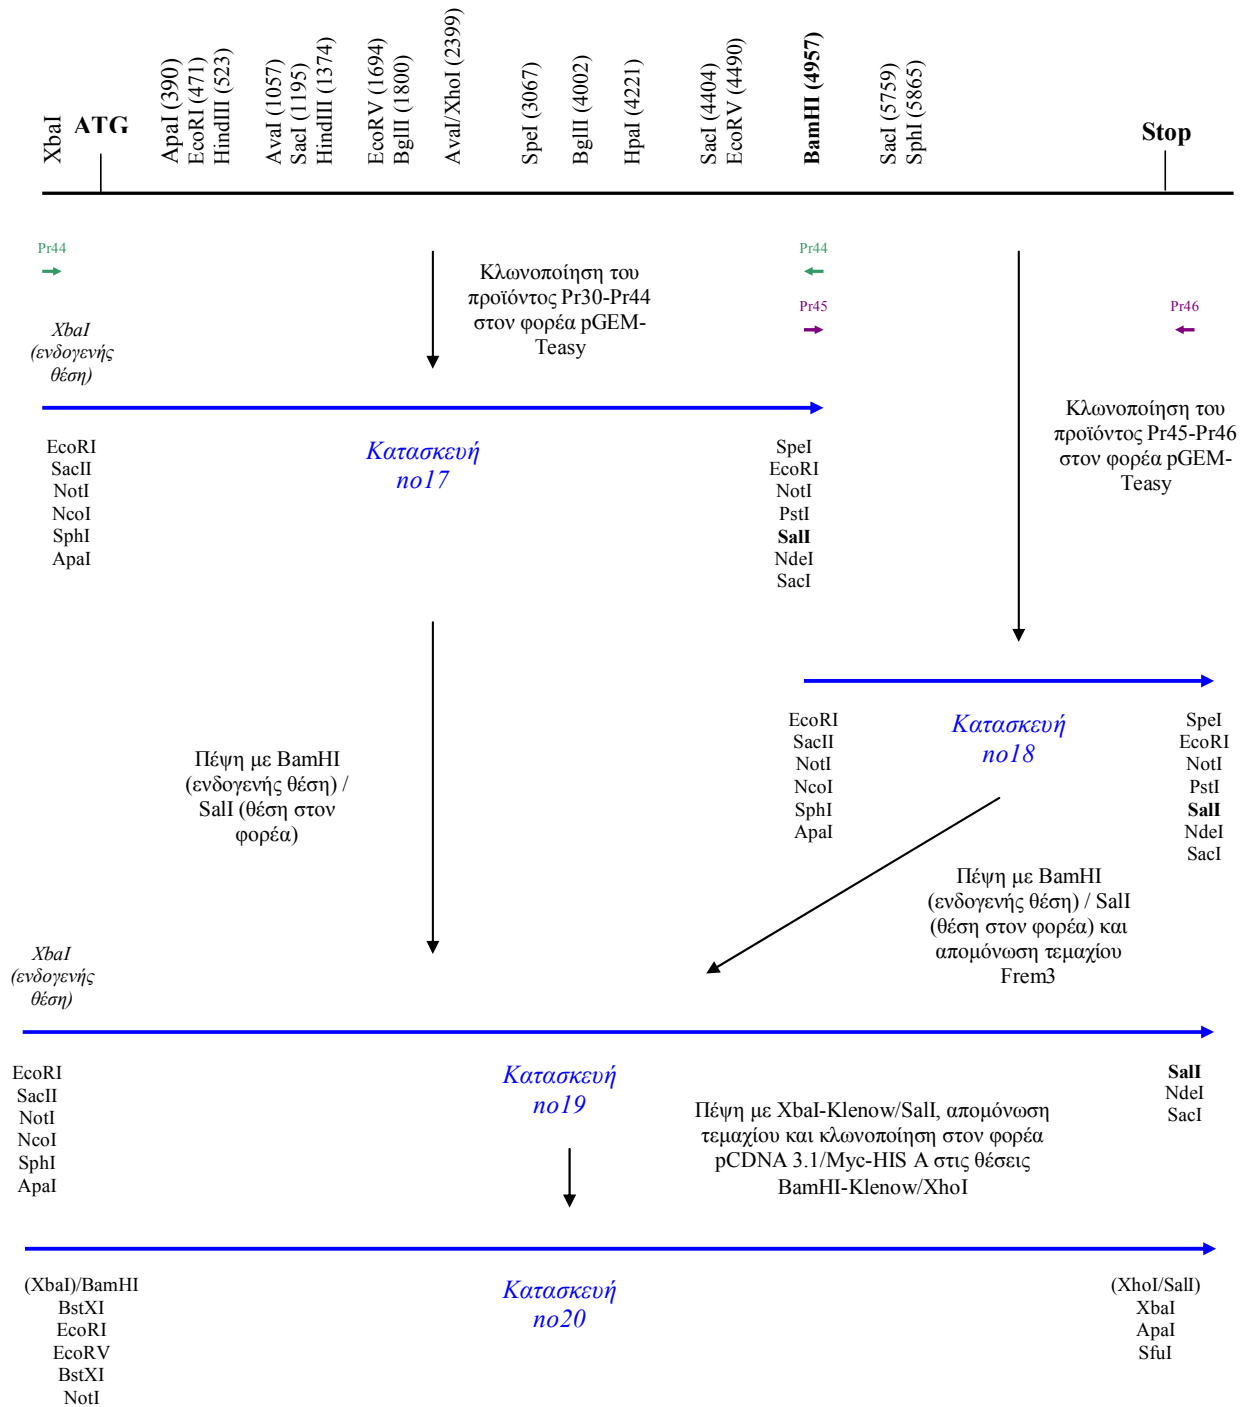 XbaI
ATG
ApaI (390)
EcoRI (471)
HindIII (523)
AvaI (1057)
SacI (1195)
HindIII (1374)
EcoRV (1694)
BglII (1800)
AvaI/XhoI (2399)
SpeI (3067)
BglII (4002)
HpaI (4221)
SacI (4404)
EcoRV (4490)
BamHI (4957)
SacI (5759)
SphI (5865)
Stop
Pr44
Pr44
Pr45
Pr46
Κλωνοποίηση του
προϊόντος Pr30-Pr44
στον φορέα pGEM-
Teasy
XbaI
(ενδογενής
θέση)
Κλωνοποίηση του
προϊόντος Pr45-Pr46
στον φορέα pGEM-
Teasy
EcoRI
SacII
NotI
NcoI
SphI
ApaI
Κατασκευή
no17
SpeI
EcoRI
NotI
PstI
SalI
NdeI
SacI
Πέψη με BamHI
(ενδογενής θέση) /
SalI (θέση στον
φορέα)
EcoRI
SacII
NotI
NcoI
SphI
ApaI
Κατασκευή
no18
SpeI
EcoRI
NotI
PstI
SalI
NdeI
SacI
Πέψη με BamHI
(ενδογενής θέση) / SalI
(θέση στον φορέα) και
απομόνωση τεμαχίου
Frem3
XbaI
(ενδογενής
θέση)
EcoRI
SacII
NotI
NcoI
SphI
ApaI
Κατασκευή
no19
SalI
NdeI
SacI
Πέψη με XbaI-Klenow/SalI, απομόνωση
τεμαχίου και κλωνοποίηση στον φορέα
pCDNA 3.1/Myc-HIS A στις θέσεις
BamHI-Klenow/XhoI
(XbaI)/BamHI
BstXI
EcoRI
EcoRV
BstXI
NotI
Κατασκευή
no20
(XhoI/SalI)
XbaI
ApaI
SfuI